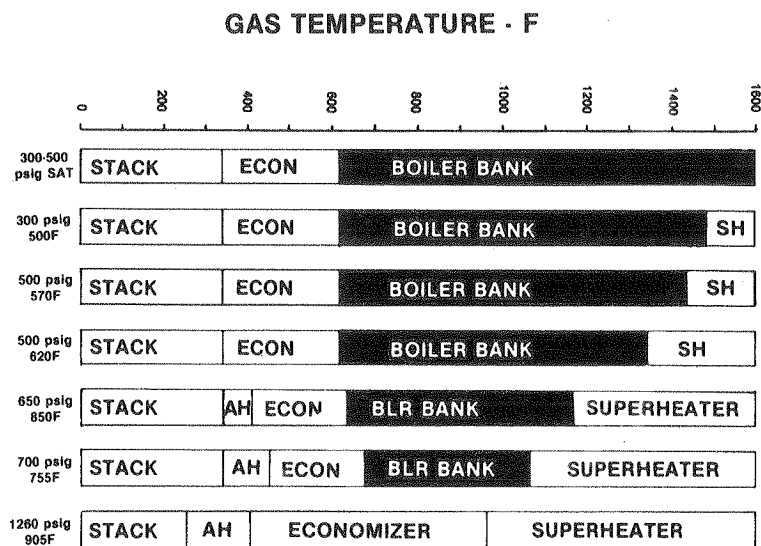 GAS TEMPERATURE - F
0 200 400 600 800 1000 1200 1400 1600
300-500
psig SAT
STACK ECON BOILER BANK
300 psig
500F
STACK ECON BOILER BANK SH
500 psig
570F
STACK ECON BOILER BANK SH
500 psig
620F
STACK ECON BOILER BANK SH
650 psig
850F
STACK AH ECON BLR BANK SUPERHEATER
700 psig
755F
STACK AH ECON BLR BANK SUPERHEATER
1260 psig
905F
STACK AH ECONOMIZER SUPERHEATER